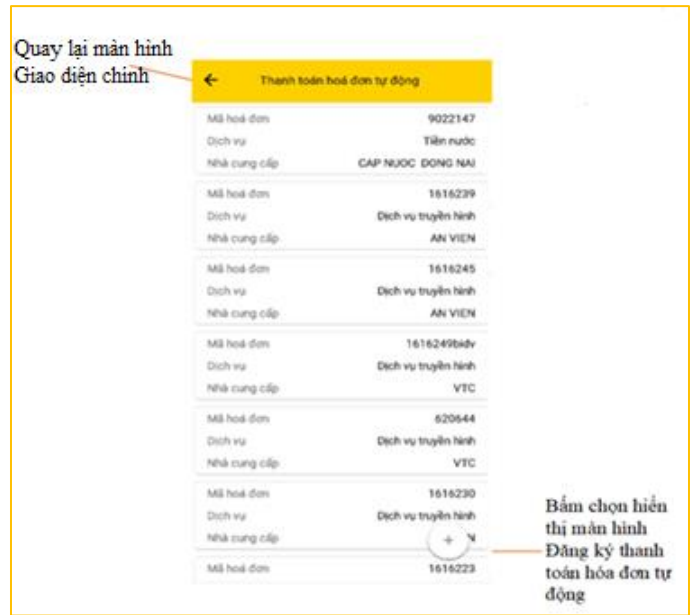 Quay lại màn hình
Giao diện chính
Thanh toán hoá đơn tự động
Mã hoá đơn 9022147
Dịch vụ Tiền nước
Nhà cung cấp CAP NUOC DONG NAI
Mã hoá đơn 1616239
Dịch vụ Dịch vụ truyền hình
Nhà cung cấp AN VIEN
Mã hoá đơn 1616245
Dịch vụ Dịch vụ truyền hình
Nhà cung cấp AN VIEN
Mã hoá đơn 1616249bidv
Dịch vụ Dịch vụ truyền hình
Nhà cung cấp VTC
Mã hoá đơn 620644
Dịch vụ Dịch vụ truyền hình
Nhà cung cấp VTC
Mã hoá đơn 1616230
Dịch vụ Dịch vụ truyền hình
Nhà cung cấp N
Mã hoá đơn 1616223
Bấm chọn hiển
thị màn hình
Đăng ký thanh
toán hóa đơn tự
động